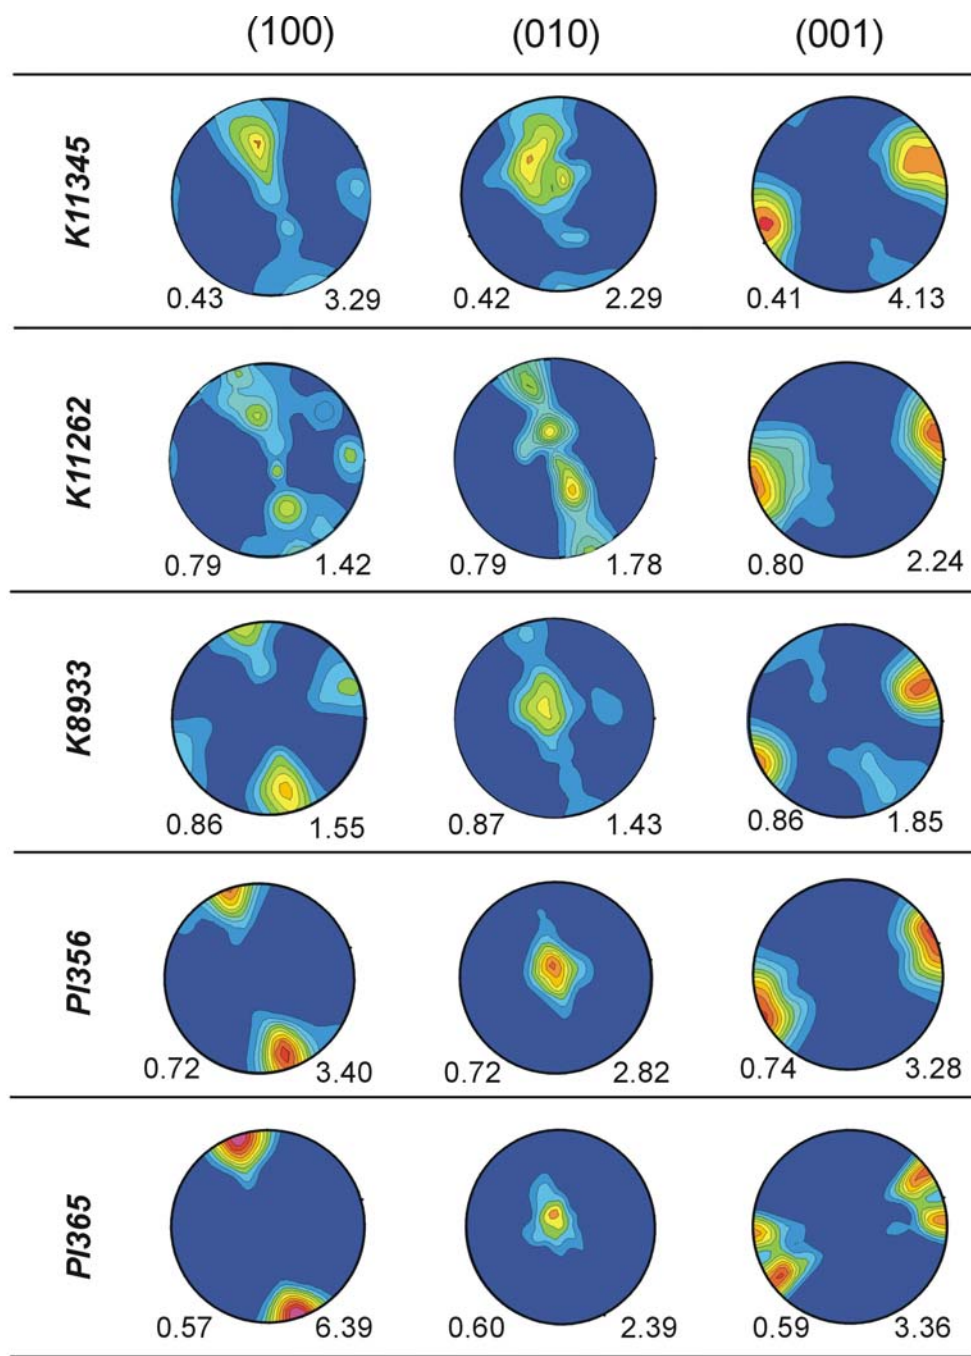 (100) (010) (001)
K11345
0.43 3.29 0.42 2.29 0.41 4.13
K11262
0.79 1.42 0.79 1.78 0.80 2.24
K8933
0.86 1.55 0.87 1.43 0.86 1.85
PI356
0.72 3.40 0.72 2.82 0.74 3.28
PI365
0.57 6.39 0.60 2.39 0.59 3.36